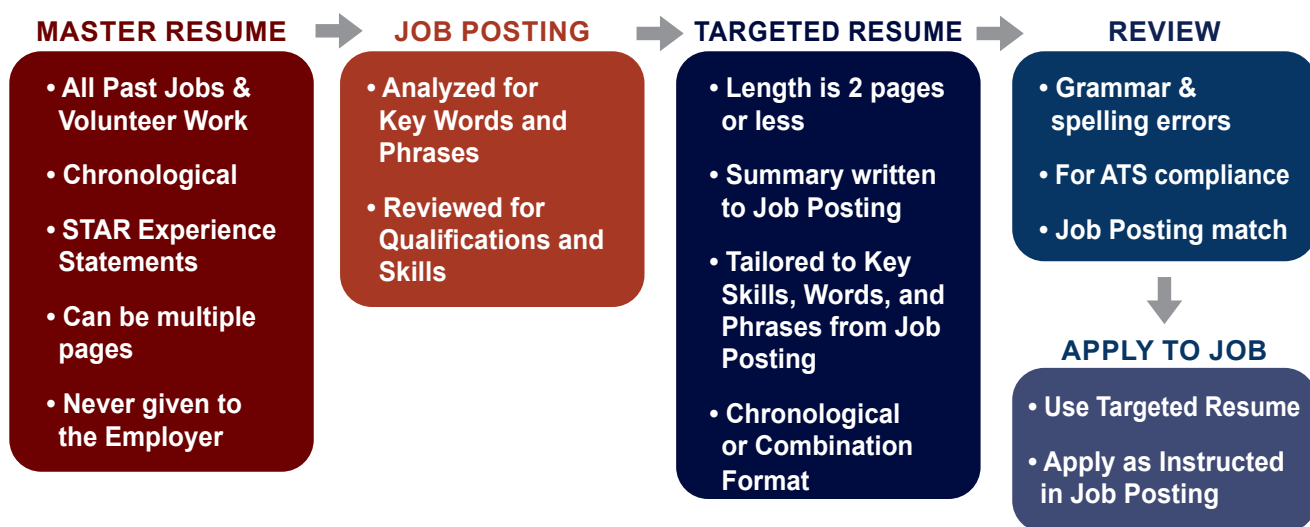 MASTER RESUME
• All Past Jobs &
Volunteer Work
• Chronological
• STAR Experience
Statements
• Can be multiple
pages
• Never given to
the Employer
JOB POSTING
• Analyzed for
Key Words and
Phrases
• Reviewed for
Qualifications and
Skills
TARGETED RESUME
• Length is 2 pages
or less
• Summary written
to Job Posting
• Tailored to Key
Skills, Words, and
Phrases from Job
Posting
• Chronological
or Combination
Format
REVIEW
• Grammar &
spelling errors
• For ATS compliance
• Job Posting match
APPLY TO JOB
• Use Targeted Resume
• Apply as Instructed
in Job Posting